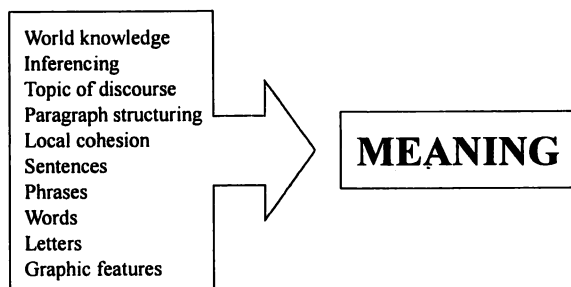 World knowledge
Inferencing
Topic of discourse
Paragraph structuring
Local cohesion
Sentences
Phrases
Words
Letters
Graphic features
MEANING